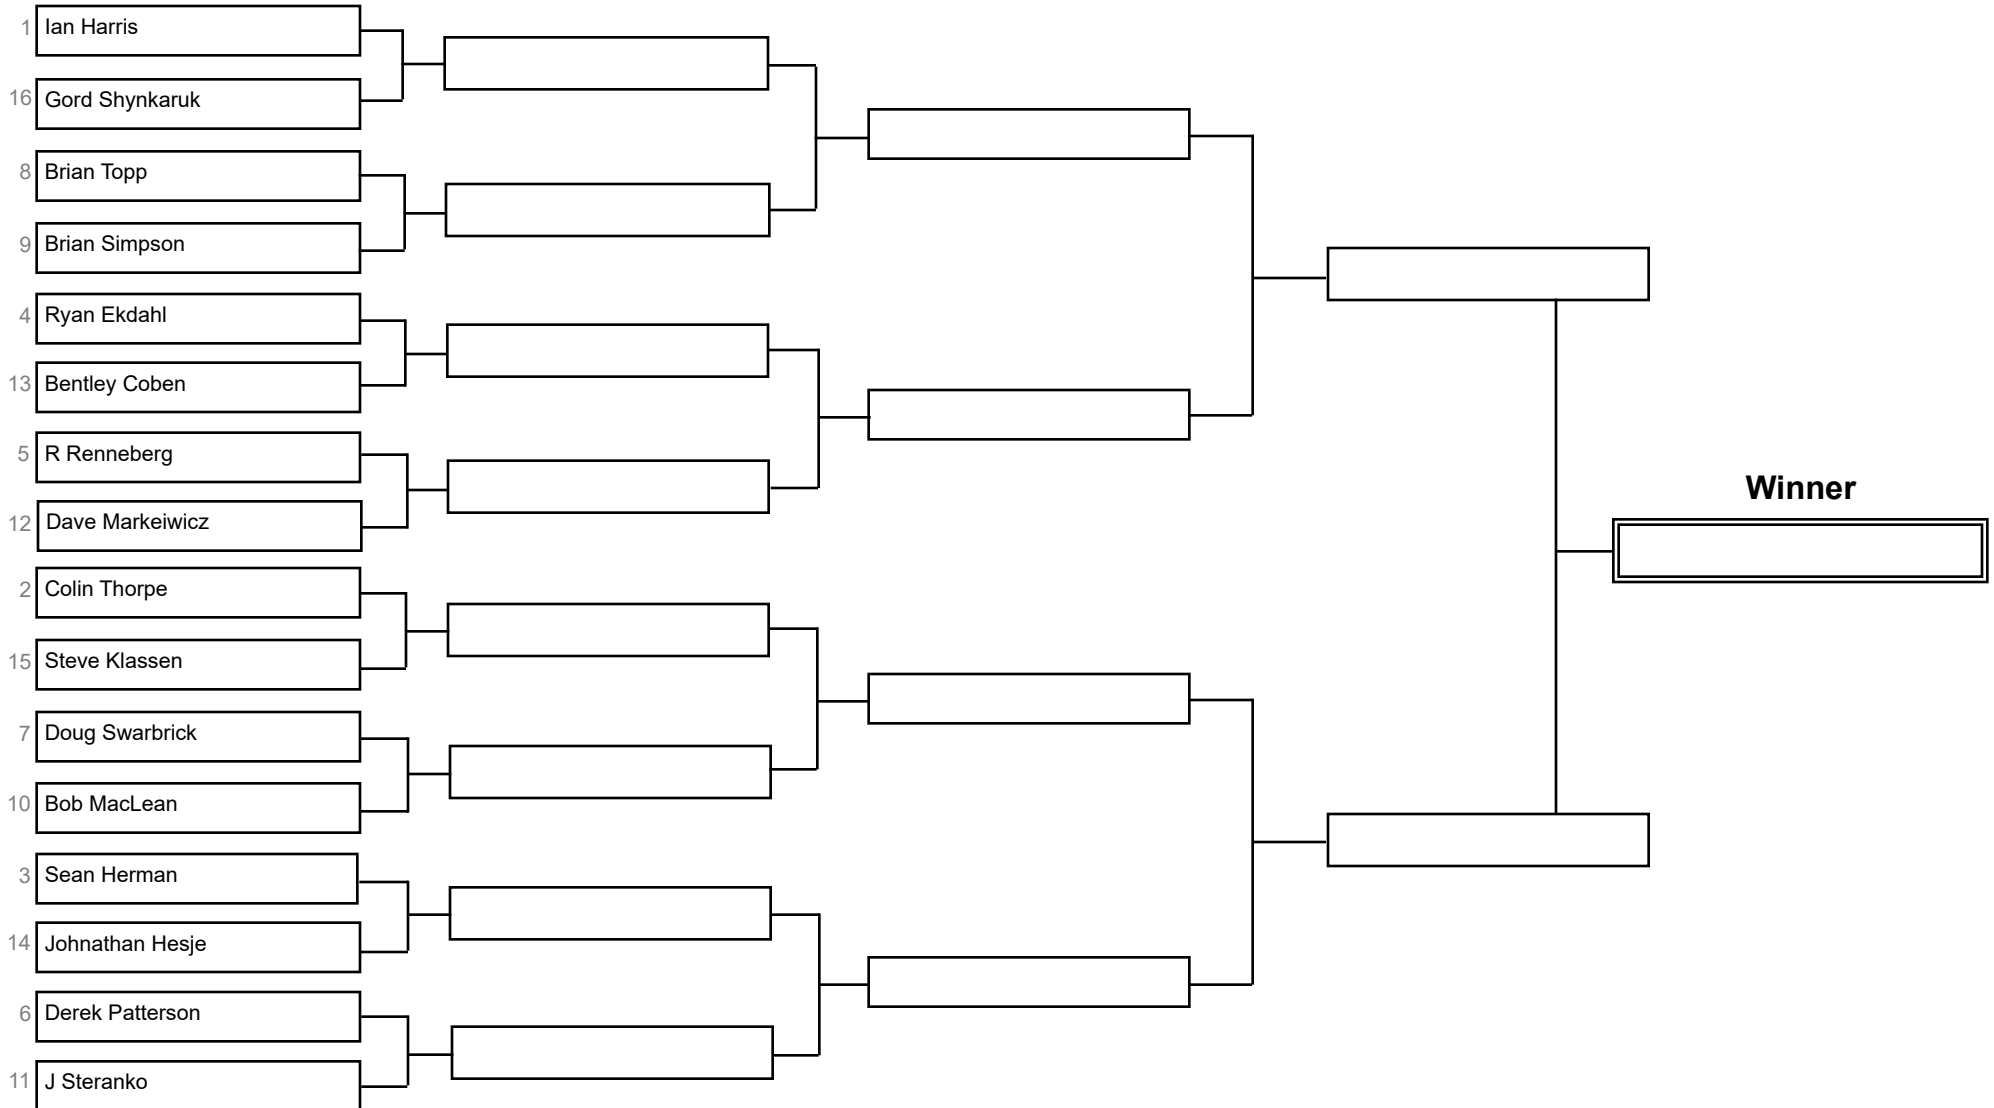 1 Ian Harris
16 Gord Shynkaruk
8 Brian Topp
9 Brian Simpson
4 Ryan Ekdahl
13 Bentley Coben
5 R Renneberg
12 Dave Markeiwicz
Winner
2 Colin Thorpe
15 Steve Klassen
7 Doug Swarbrick
10 Bob MacLean
3 Sean Herman
14 Johnathan Hesje
6 Derek Patterson
11 J Steranko